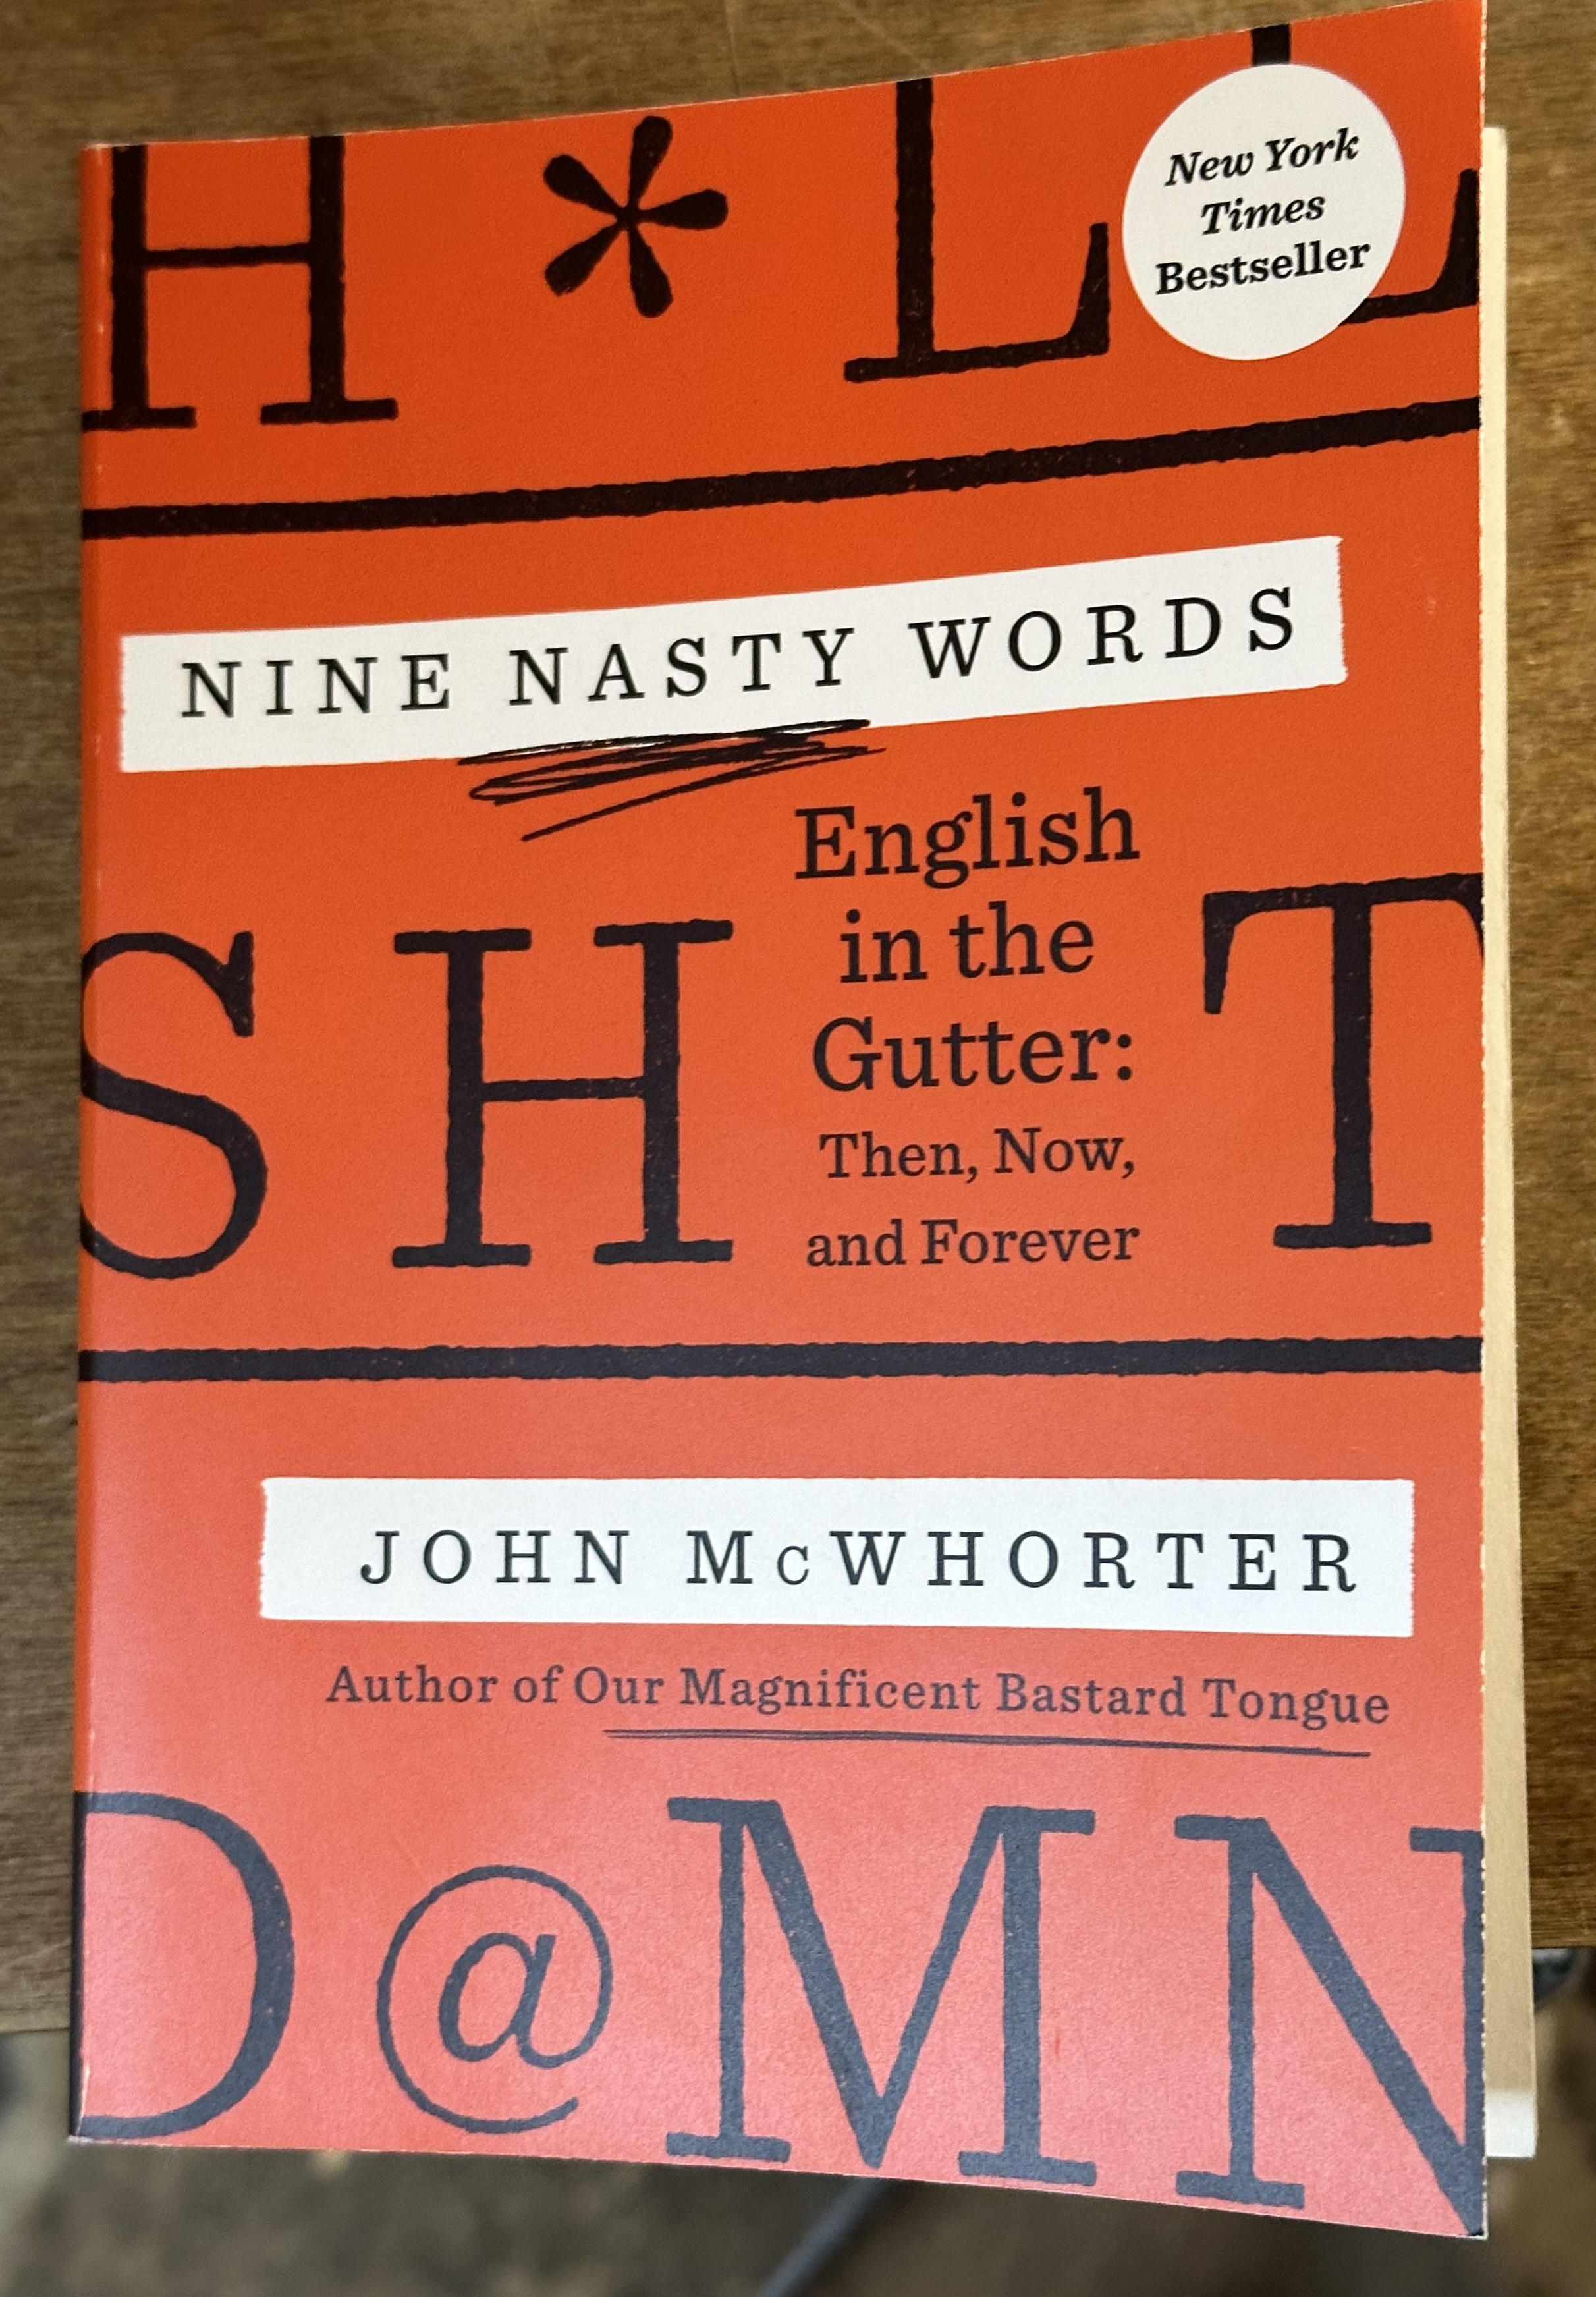 H*LL
New York
Times
Bestseller
NINE NASTY WORDS
English
in the
Gutter:
Then, Now,
and Forever
SH T
JOHN McWHORTER
Author of Our Magnificent Bastard Tongue
D@MN